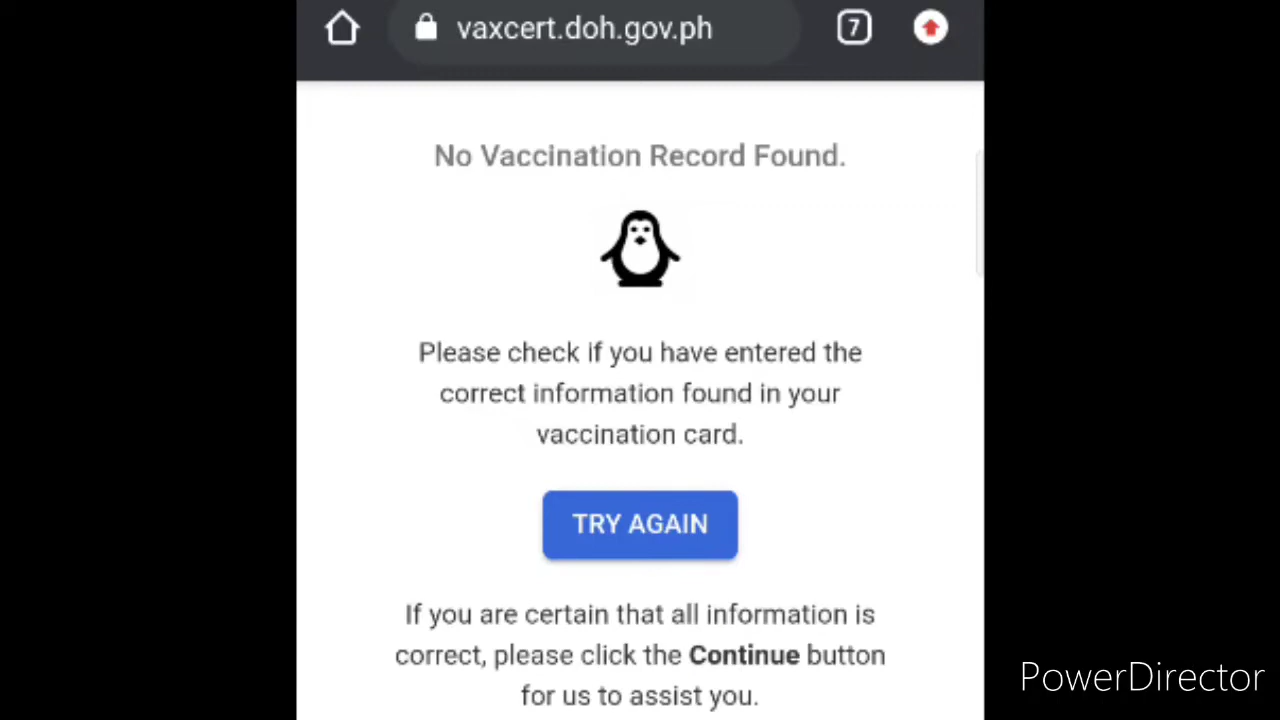 vaxcert.doh.gov.ph
7
No Vaccination Record Found.
Please check if you have entered the
correct information found in your
vaccination card.
TRY AGAIN
If you are certain that all information is
correct, please click the Continue button
for us to assist you.
PowerDirector